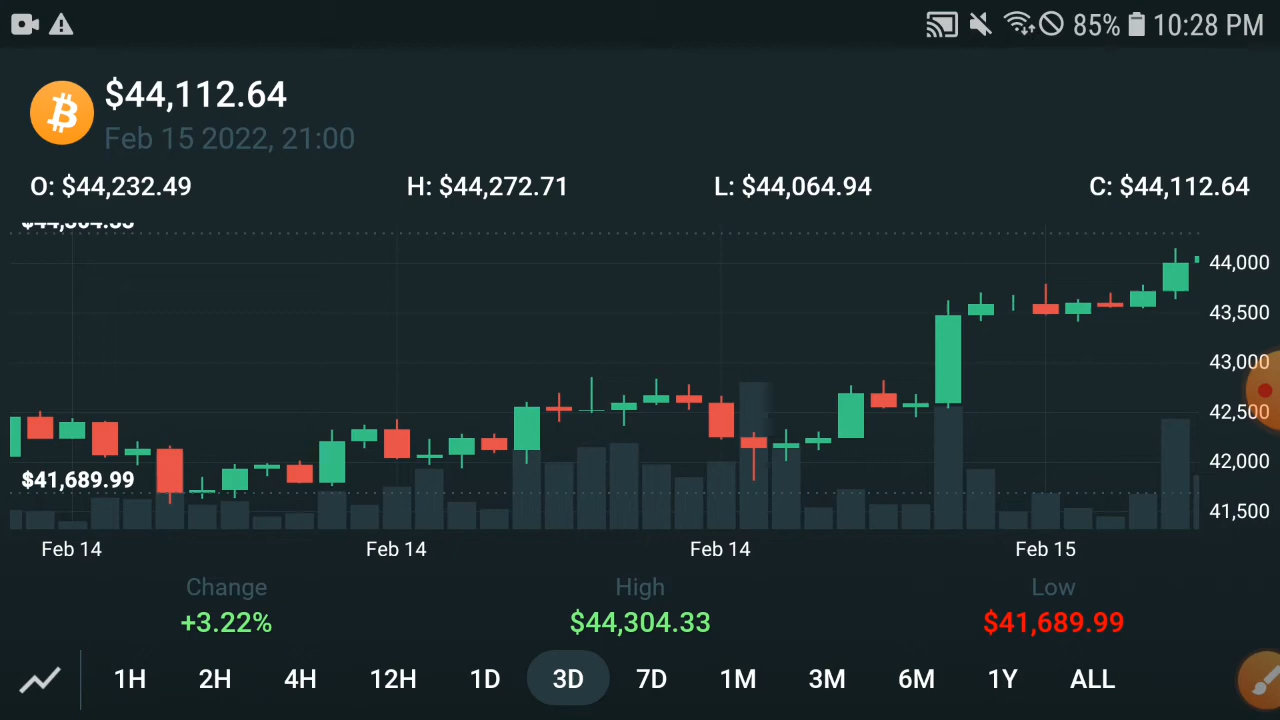 85% 10:28 PM
$44,112.64
Feb 15 2022, 21:00
O: $44,232.49 H: $44,272.71 L: $44,064.94 C: $44,112.64
$44,304.33
44,000
43,500
43,000
42,500
42,000
$41,689.99
41,500
Feb 14 Feb 14 Feb 14 Feb 15
Change High Low
+3.22% $44,304.33 $41,689.99
1H 2H 4H 12H 1D 3D 7D 1M 3M 6M 1Y ALL